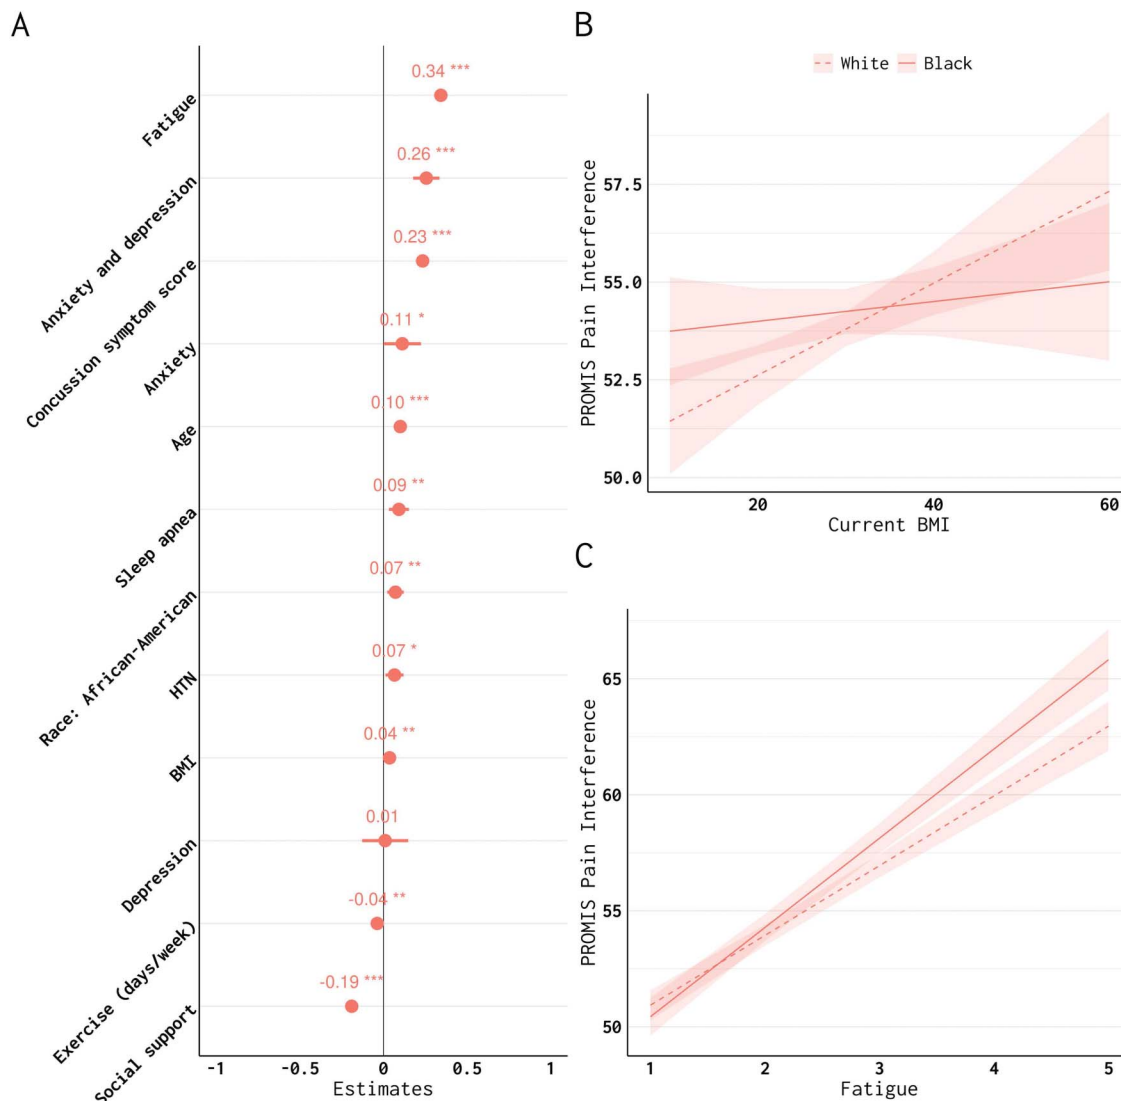 A
0.34 ***
Fatigue
0.26 ***
Anxiety and depression
0.23 ***
Concussion symptom score
0.11 *
Anxiety
0.10 ***
Age
0.09 **
Sleep apnea
0.07 **
Race: African-American
0.07 *
HTN
0.04 **
BMI
0.01
Depression
-0.04 **
Exercise (days/week)
-0.19 ***
Social support
-1 -0.5 0 0.5 1
Estimates
B
White Black
PROMIS Pain Interference
57.5
55.0
52.5
50.0
20 40 60
Current BMI
C
PROMIS Pain Interference
65
60
55
50
1 2 3 4 5
Fatigue